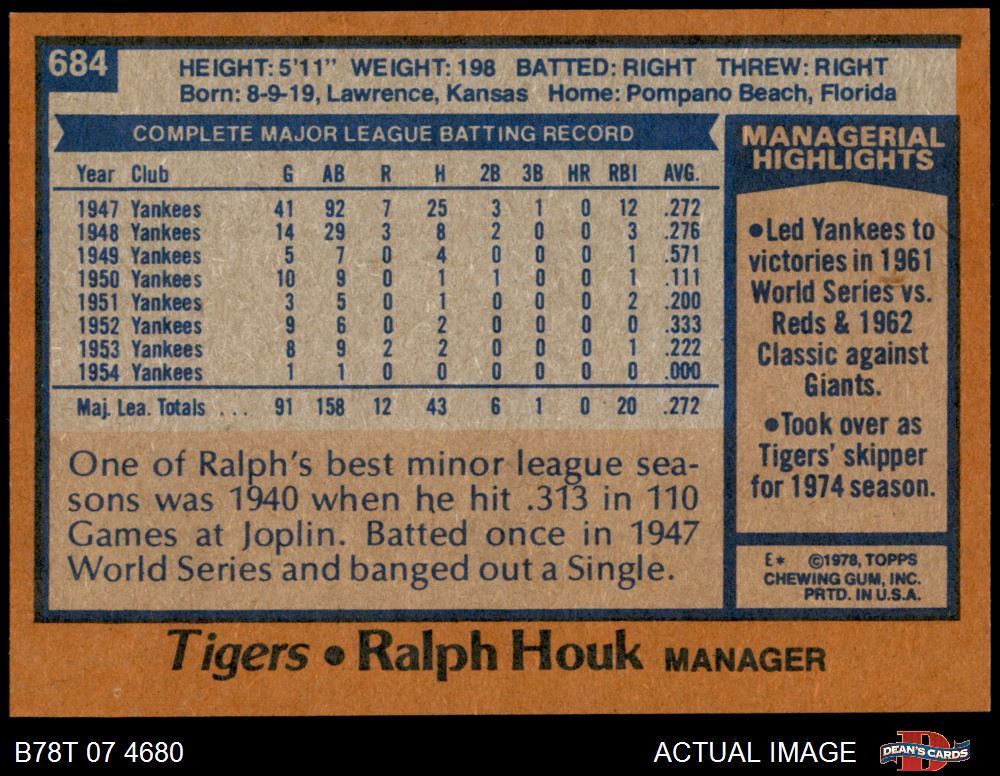 684
HEIGHT: 5'11" WEIGHT: 198 BATTED: RIGHT THREW: RIGHT
Born: 8-9-19, Lawrence, Kansas Home: Pompano Beach, Florida
COMPLETE MAJOR LEAGUE BATTING RECORD
Year Club G AB R H 2B 3B HR RBI AVG.
1947 Yankees 41 92 7 25 3 1 0 12 .272
1948 Yankees 14 29 3 8 2 0 0 3 .276
1949 Yankees 5 7 0 4 0 0 0 1 .571
1950 Yankees 10 9 0 1 1 0 0 1 .111
1951 Yankees 3 5 0 1 0 0 0 2 .200
1952 Yankees 9 6 0 2 0 0 0 0 .333
1953 Yankees 8 9 2 2 0 0 0 1 .222
1954 Yankees 1 1 0 0 0 0 0 0 .000
Maj. Lea. Totals ... 91 158 12 43 6 1 0 20 .272
One of Ralph's best minor league sea-
sons was 1940 when he hit .313 in 110
Games at Joplin. Batted once in 1947
World Series and banged out a Single.
MANAGERIAL
HIGHLIGHTS
•Led Yankees to
victories in 1961
World Series vs.
Reds & 1962
Classic against
Giants.
•Took over as
Tigers' skipper
for 1974 season.
E* ©1978, TOPPS
CHEWING GUM, INC.
PRTD. IN U.S.A.
Tigers • Ralph Houk MANAGER
B78T 07 4680
ACTUAL IMAGE
D
DEAN'S CARDS